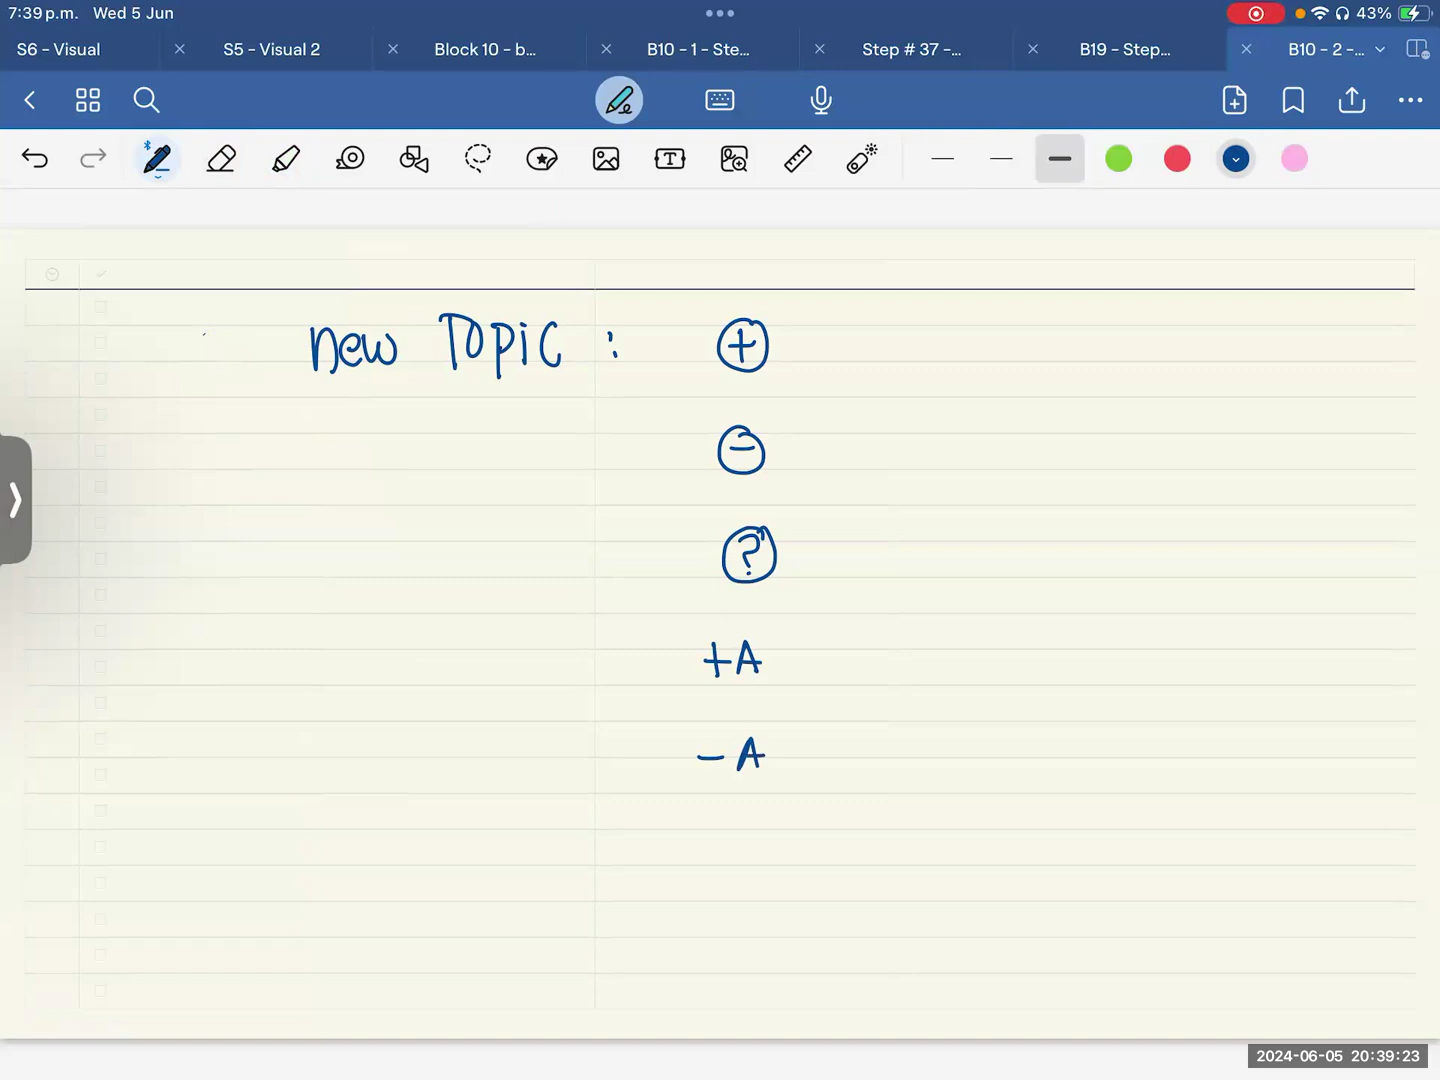 7:39 p.m. Wed 5 Jun
43%
S6 - Visual
S5 - Visual 2
Block 10 - b...
B10 - 1 - Ste...
Step # 37 -...
B19 - Step...
B10 - 2 -...
new Topic : +
-
?
+A
-A
2024-06-05 20:39:23